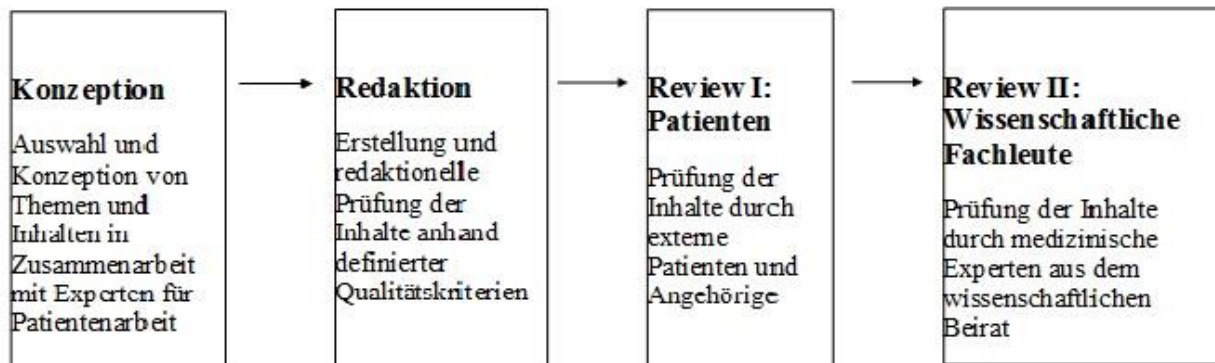 Konzeption
Auswahl und
Konzeption von
Themen und
Inhalten in
Zusammenarbeit
mit Experten für
Patientenarbeit
Redaktion
Erstellung und
redaktionelle
Prüfung der
Inhalte anhand
definierter
Qualitätskriterien
Review I:
Patienten
Prüfung der
Inhalte durch
externe
Patienten und
Angehörige
Review II:
Wissenschaftliche
Fachleute
Prüfung der Inhalte
durch medizinische
Experten aus dem
wissenschaftlichen
Beirat